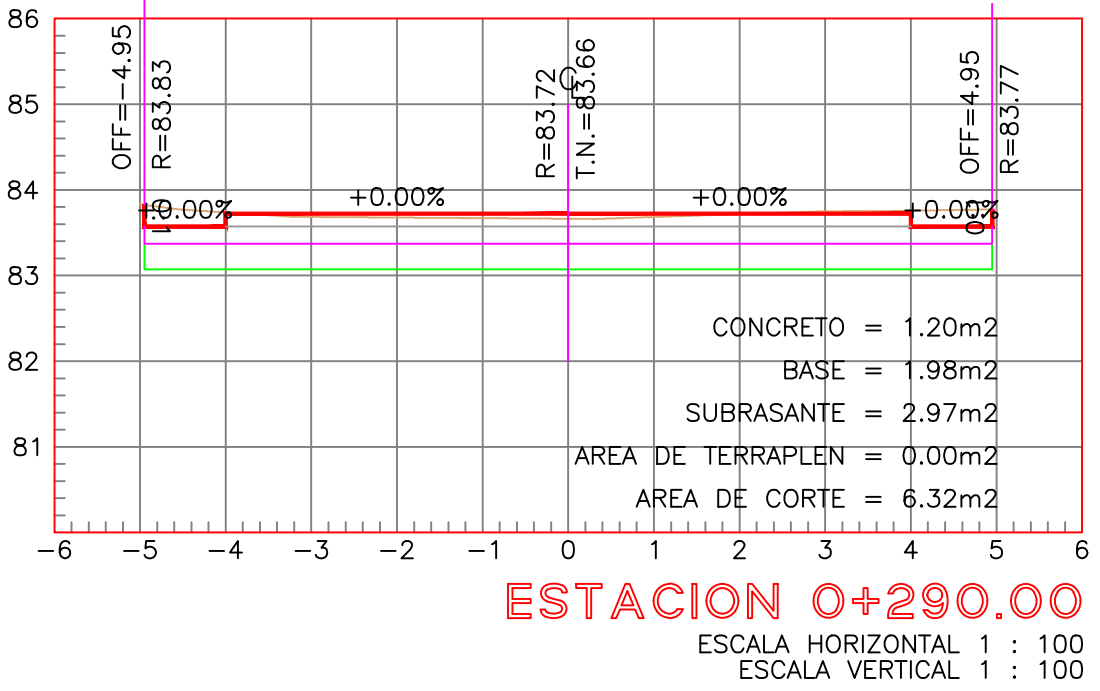 86
85
84
83
82
81
OFF=-4.95
R=83.83
R=83.72
T.N.=83.66
OFF=4.95
R=83.77
+0.00%
+0.00%
+0.00%
+0.00%
CONCRETO = 1.20m2
BASE = 1.98m2
SUBRASANTE = 2.97m2
AREA DE TERRAPLEN = 0.00m2
AREA DE CORTE = 6.32m2
-6 -5 -4 -3 -2 -1 0 1 2 3 4 5 6
ESTACION 0+290.00
ESCALA HORIZONTAL 1 : 100
ESCALA VERTICAL 1 : 100